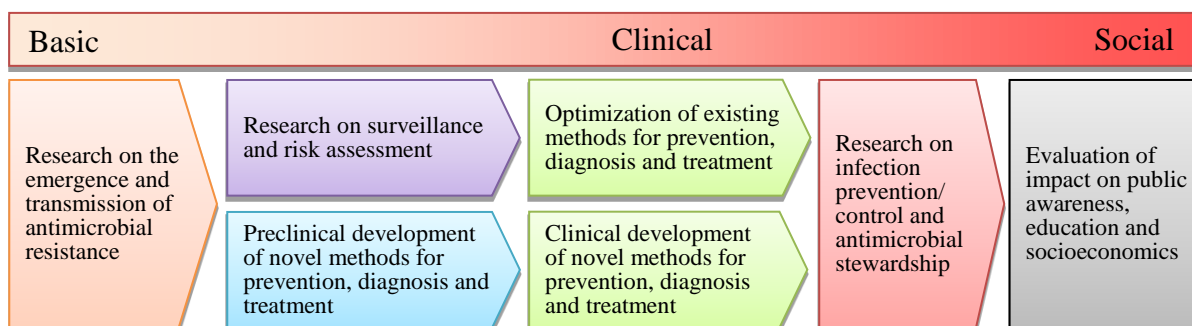 Basic
Clinical
Social
Research on the
emergence and
transmission of
antimicrobial
resistance
Research on surveillance
and risk assessment
Preclinical development
of novel methods for
prevention, diagnosis and
treatment
Optimization of existing
methods for prevention,
diagnosis and treatment
Clinical development
of novel methods for
prevention, diagnosis
and treatment
Research on
infection
prevention/
control and
antimicrobial
stewardship
Evaluation of
impact on public
awareness,
education and
socioeconomics